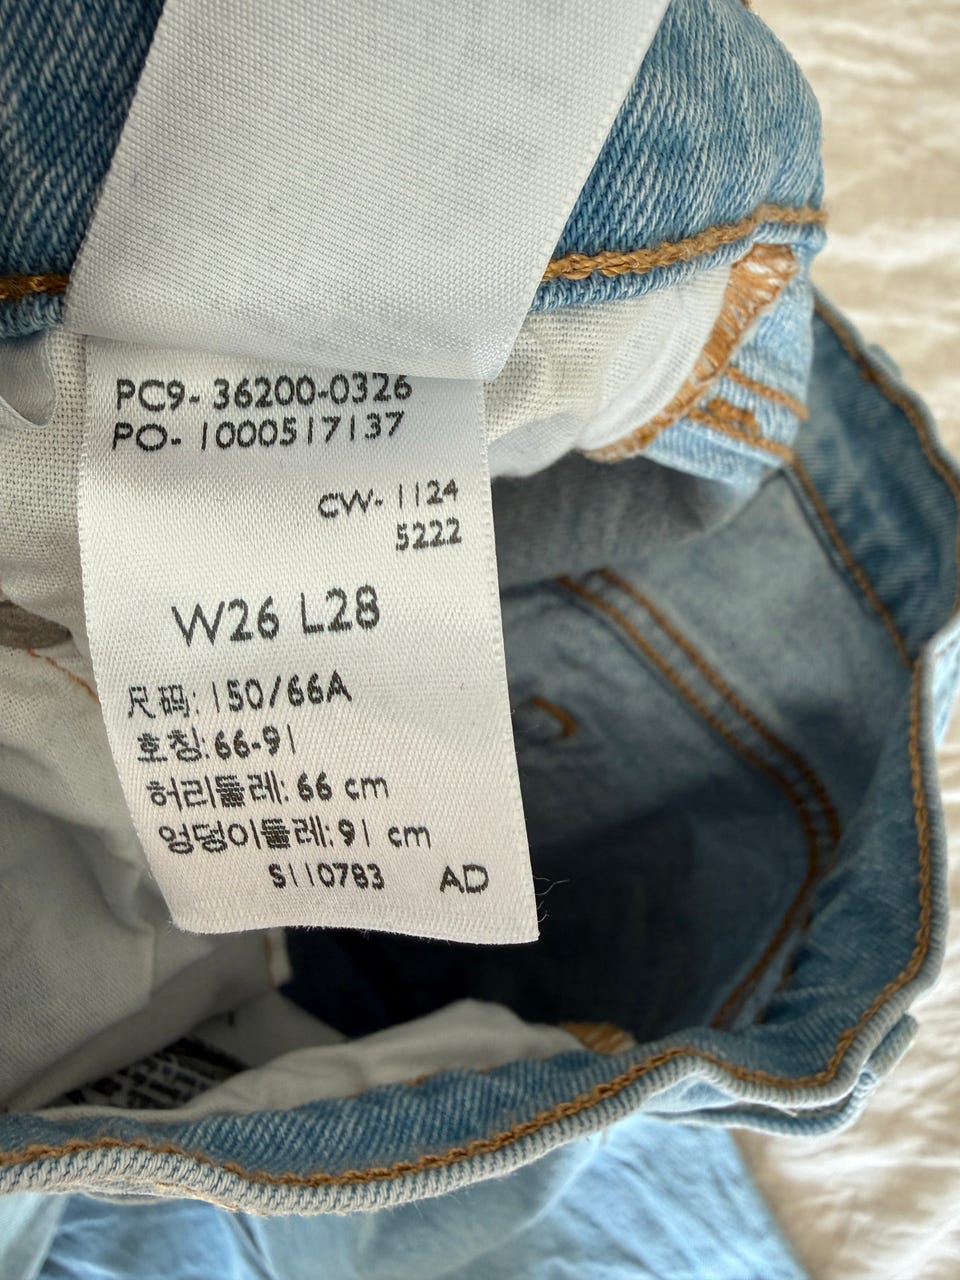 PC9- 36200-0326
PO- 1000517137
CW- 1124
5222
W26 L28
尺码: 150/66A
호칭: 66-91
허리둘레: 66 cm
엉덩이둘레: 91 cm
S110783 AD